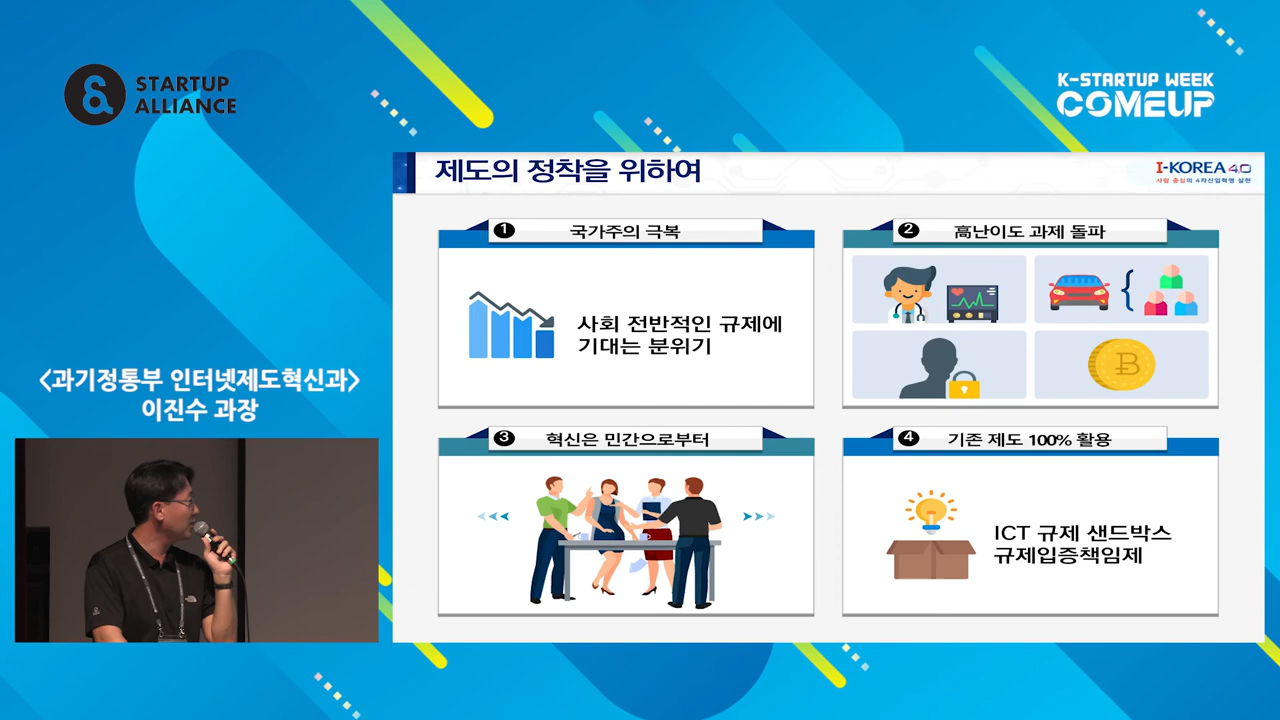 STARTUP
ALLIANCE
K-STARTUP WEEK
COMEUP
제도의 정착을 위하여
I-KOREA 4.0
사람 중심의 4차산업혁명 실현
1 국가주의 극복
사회 전반적인 규제에
기대는 분위기
2 高난이도 과제 돌파
3 혁신은 민간으로부터
4 기존 제도 100% 활용
ICT 규제 샌드박스
규제입증책임제
<과기정통부 인터넷제도혁신과>
이진수 과장